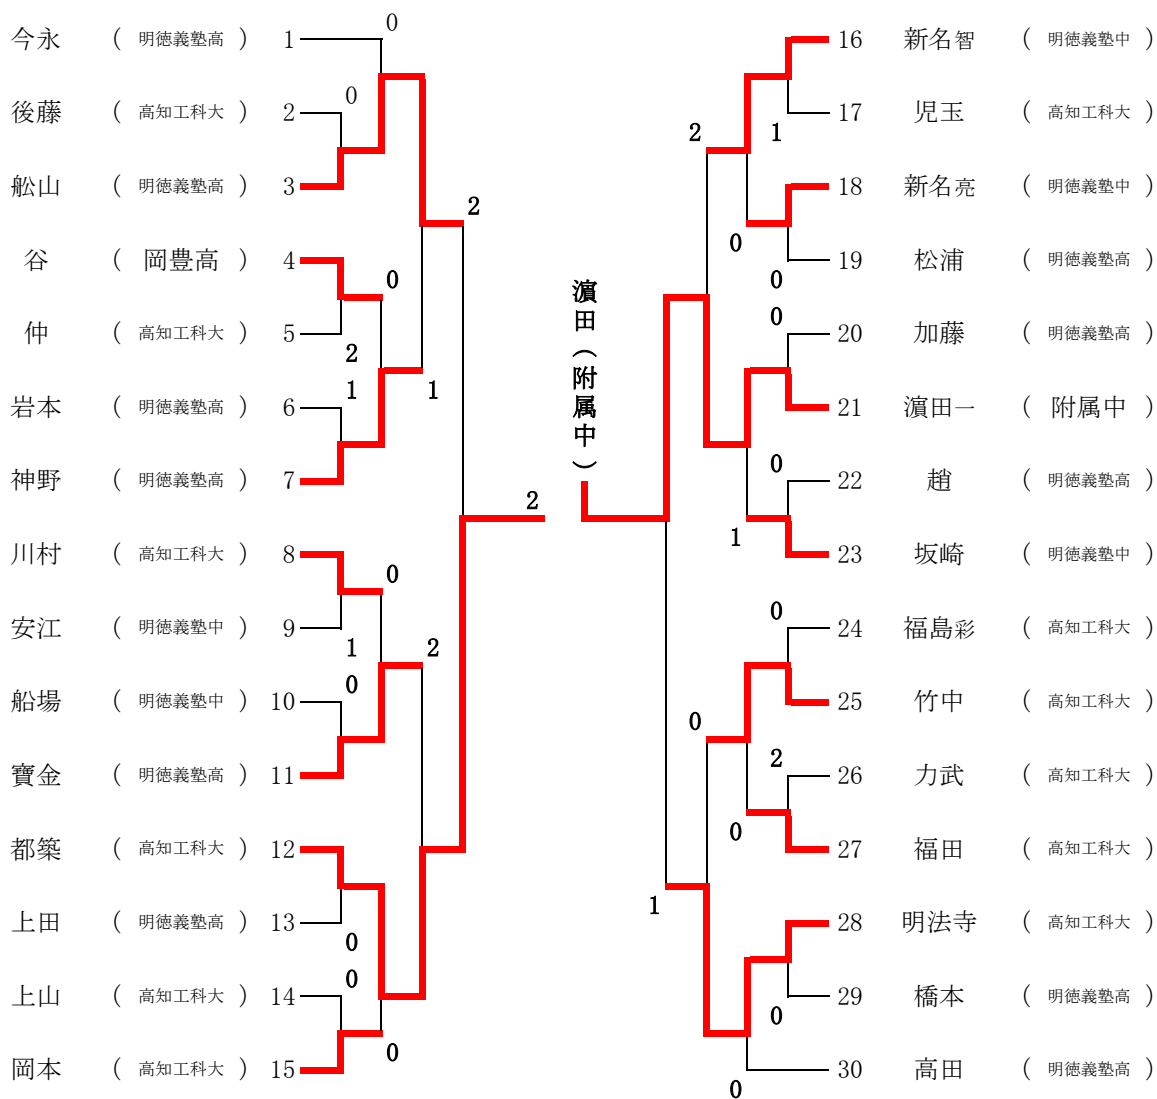 今永 ( 明徳義塾高 ) 1
後藤 ( 高知工科大 ) 2
舩山 ( 明徳義塾高 ) 3
谷 ( 岡豊高 ) 4
仲 ( 高知工科大 ) 5
岩本 ( 明徳義塾高 ) 6
神野 ( 明徳義塾高 ) 7
川村 ( 高知工科大 ) 8
安江 ( 明徳義塾中 ) 9
船場 ( 明徳義塾中 ) 10
寶金 ( 明徳義塾高 ) 11
都築 ( 高知工科大 ) 12
上田 ( 明徳義塾高 ) 13
上山 ( 高知工科大 ) 14
岡本 ( 高知工科大 ) 15
0
0
2
0
2
1
1
2
0
1
2
0
0
0
0
濵田(附属中)
2
1
0
0
0
0
1
0
0
2
0
1
0
0
16 新名智 ( 明徳義塾中 )
17 児玉 ( 高知工科大 )
18 新名亮 ( 明徳義塾中 )
19 松浦 ( 明徳義塾高 )
20 加藤 ( 明徳義塾高 )
21 濵田一 ( 附属中 )
22 趙 ( 明徳義塾高 )
23 坂崎 ( 明徳義塾中 )
24 福島彩 ( 高知工科大 )
25 竹中 ( 高知工科大 )
26 力武 ( 高知工科大 )
27 福田 ( 高知工科大 )
28 明法寺 ( 高知工科大 )
29 橋本 ( 明徳義塾高 )
30 高田 ( 明徳義塾高 )